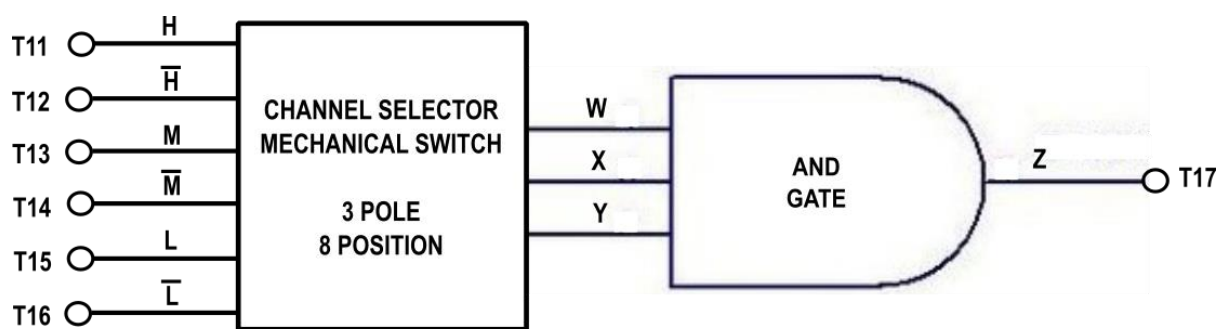 T11 H
T12 H̅
T13 M
T14 M̅
T15 L
T16 L̅
CHANNEL SELECTOR
MECHANICAL SWITCH
3 POLE
8 POSITION
W
X
Y
AND
GATE
Z
T17